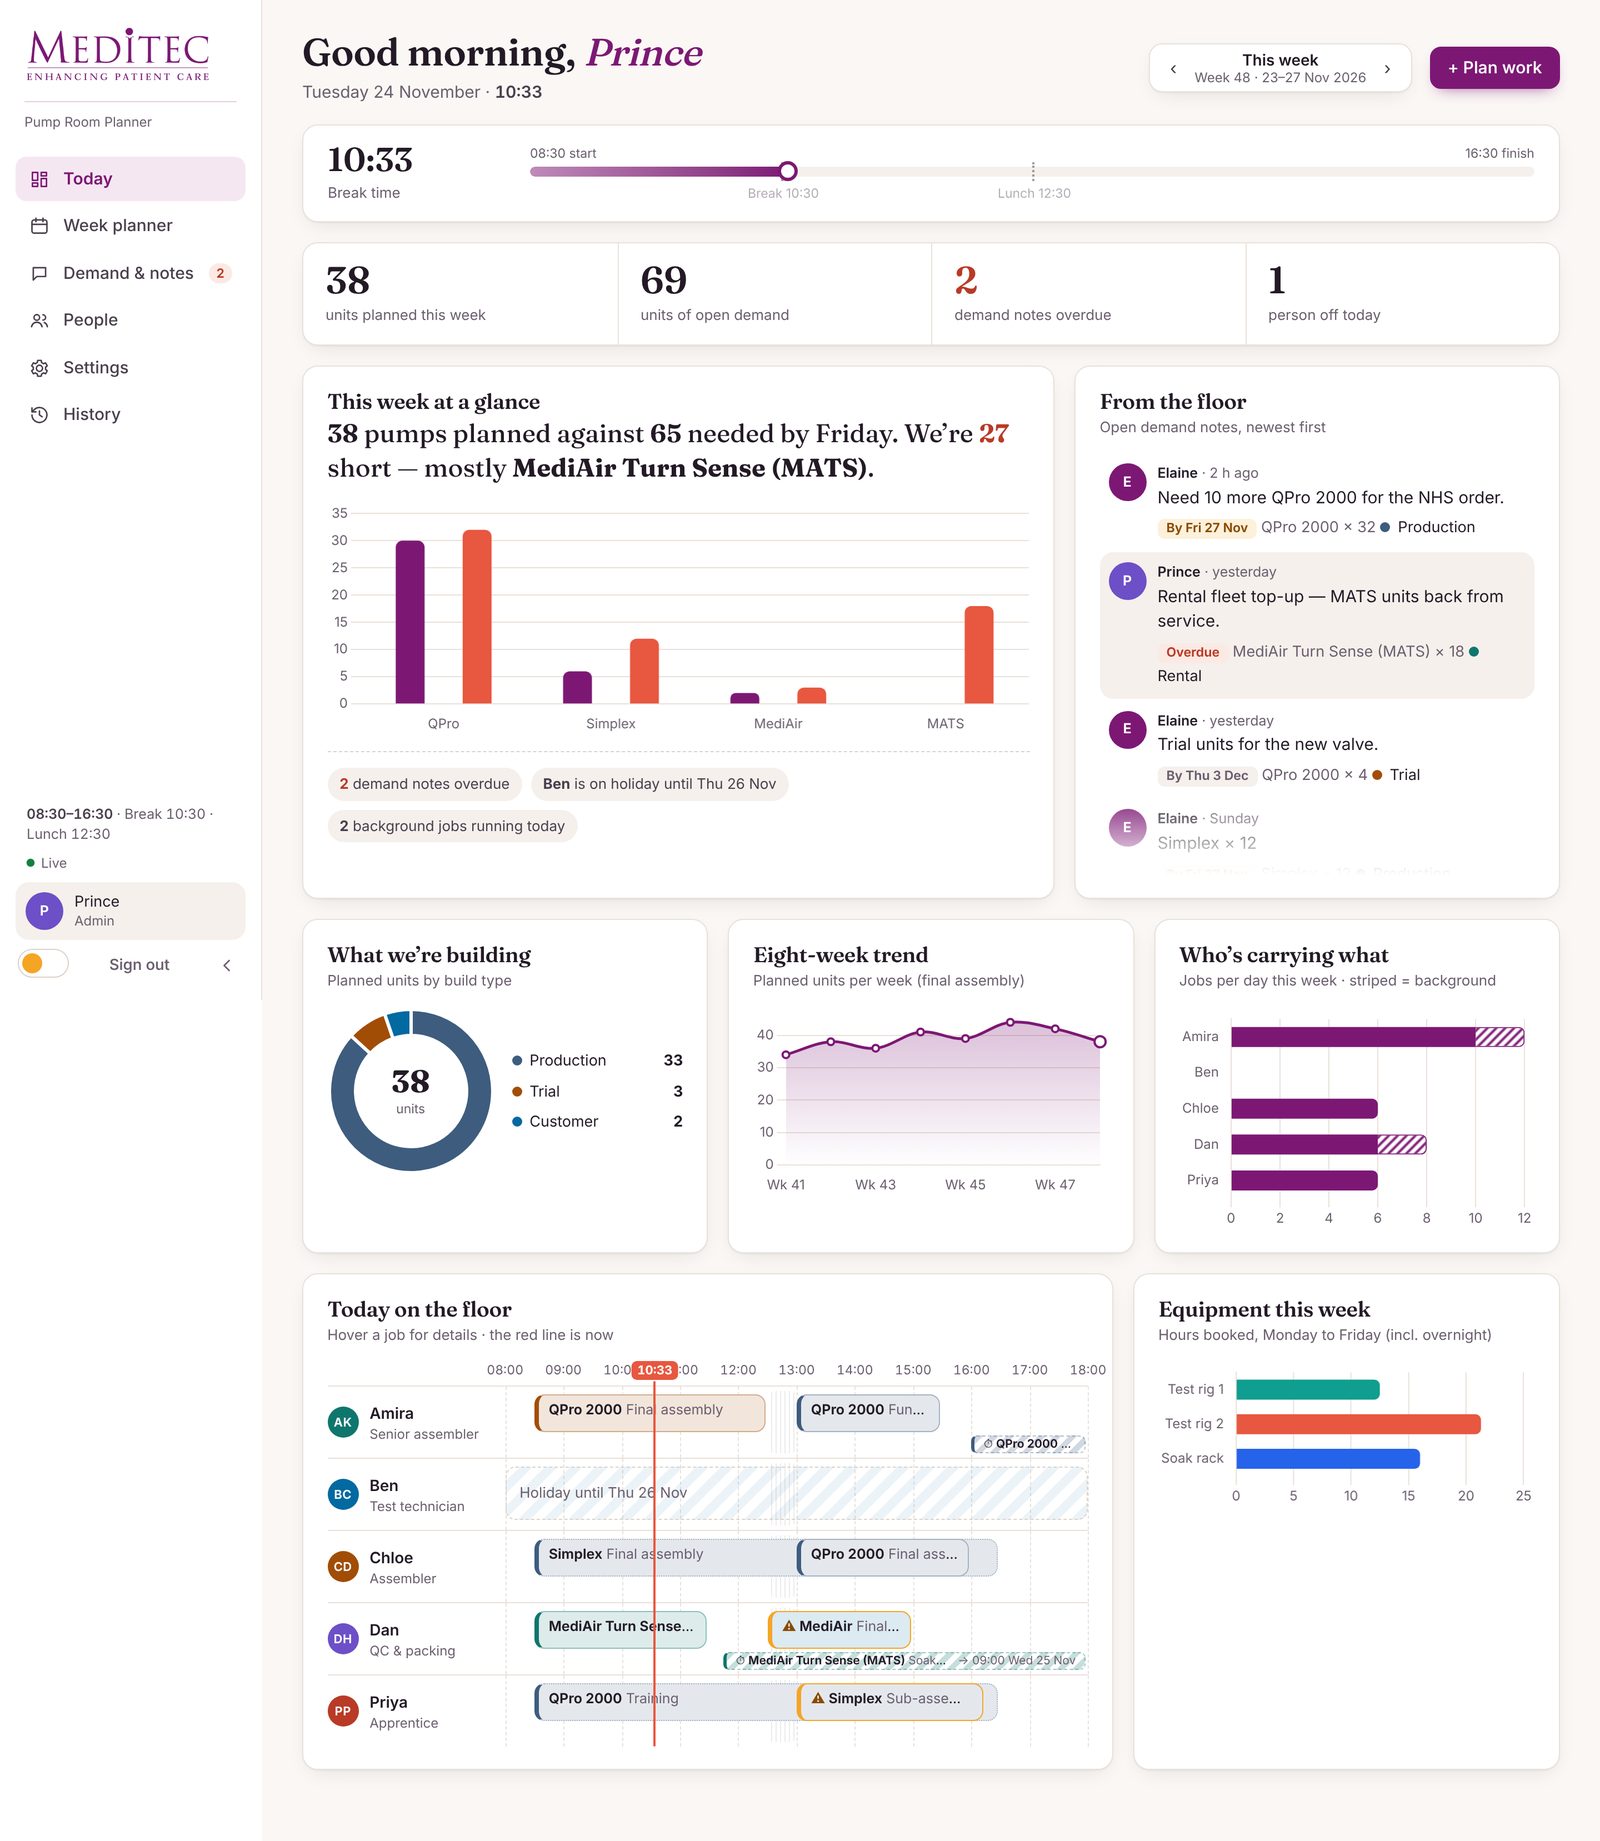 MEDITEC
ENHANCING PATIENT CARE
Pump Room Planner
Today
Week planner
Demand & notes 2
People
Settings
History
08:30–16:30 · Break 10:30 ·
Lunch 12:30
Live
P
Prince
Admin
Sign out
Good morning, Prince
Tuesday 24 November · 10:33
This week
Week 48 · 23–27 Nov 2026
+ Plan work
10:33
Break time
08:30 start
16:30 finish
Break 10:30
Lunch 12:30
38
units planned this week
69
units of open demand
2
demand notes overdue
1
person off today
This week at a glance
38 pumps planned against 65 needed by Friday. We’re 27
short — mostly MediAir Turn Sense (MATS).
35
30
25
20
15
10
5
0
QPro Simplex MediAir MATS
2 demand notes overdue
Ben is on holiday until Thu 26 Nov
2 background jobs running today
From the floor
Open demand notes, newest first
E
Elaine · 2 h ago
Need 10 more QPro 2000 for the NHS order.
By Fri 27 Nov QPro 2000 × 32 Production
P
Prince · yesterday
Rental fleet top-up — MATS units back from
service.
Overdue MediAir Turn Sense (MATS) × 18
Rental
E
Elaine · yesterday
Trial units for the new valve.
By Thu 3 Dec QPro 2000 × 4 Trial
E
Elaine · Sunday
Simplex × 12
By Fri 27 Nov Simplex × 12 Production
What we’re building
Planned units by build type
38
units
Production 33
Trial 3
Customer 2
Eight-week trend
Planned units per week (final assembly)
40
30
20
10
0
Wk 41 Wk 43 Wk 45 Wk 47
Who’s carrying what
Jobs per day this week · striped = background
Amira
Ben
Chloe
Dan
Priya
0 2 4 6 8 10 12
Today on the floor
Hover a job for details · the red line is now
08:00 09:00 10:0 10:33 :00 12:00 13:00 14:00 15:00 16:00 17:00 18:00
AK
Amira
Senior assembler
QPro 2000 Final assembly
QPro 2000 Fun...
QPro 2000 ...
BC
Ben
Test technician
Holiday until Thu 26 Nov
CD
Chloe
Assembler
Simplex Final assembly
QPro 2000 Final ass...
DH
Dan
QC & packing
MediAir Turn Sense...
MediAir Final...
MediAir Turn Sense (MATS) Soak... → 09:00 Wed 25 Nov
PP
Priya
Apprentice
QPro 2000 Training
Simplex Sub-asse...
Equipment this week
Hours booked, Monday to Friday (incl. overnight)
Test rig 1
Test rig 2
Soak rack
0 5 10 15 20 25